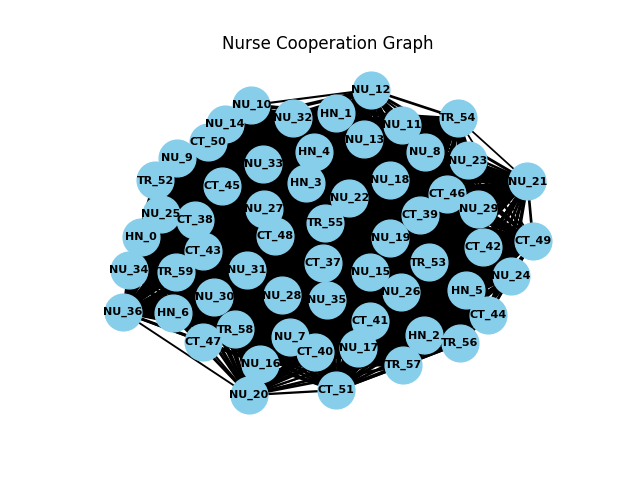 Nurse Cooperation Graph
NU_12
NU_10
HN_1
NU_32
TR_54
NU_14
NU_11
NU_13
CT_50
HN_4
NU_8
NU_9
NU_23
NU_33
TR_52
NU_18
NU_21
HN_3
CT_45
CT_46
NU_22
NU_27
NU_29
NU_25
CT_39
CT_38
TR_55
HN_0
CT_48
NU_19
CT_49
CT_42
CT_43
CT_37
TR_53
NU_34
NU_31
TR_59
NU_15
NU_24
HN_5
NU_26
NU_28
NU_30
NU_35
NU_36
HN_6
CT_44
CT_41
TR_58
HN_2
NU_7
CT_47
TR_56
NU_17
CT_40
NU_16
TR_57
CT_51
NU_20